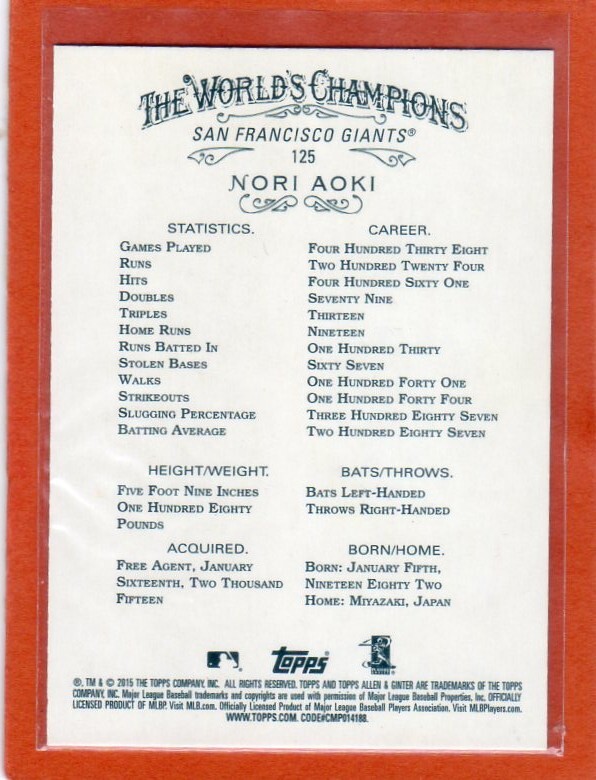 THE WORLD'S CHAMPIONS
SAN FRANCISCO GIANTS®
125
NORI AOKI
STATISTICS. CAREER.
GAMES PLAYED FOUR HUNDRED THIRTY EIGHT
RUNS TWO HUNDRED TWENTY FOUR
HITS FOUR HUNDRED SIXTY ONE
DOUBLES SEVENTY NINE
TRIPLES THIRTEEN
HOME RUNS NINETEEN
RUNS BATTED IN ONE HUNDRED THIRTY
STOLEN BASES SIXTY SEVEN
WALKS ONE HUNDRED FORTY ONE
STRIKEOUTS ONE HUNDRED FORTY FOUR
SLUGGING PERCENTAGE THREE HUNDRED EIGHTY SEVEN
BATTING AVERAGE TWO HUNDRED EIGHTY SEVEN
HEIGHT/WEIGHT.
FIVE FOOT NINE INCHES
ONE HUNDRED EIGHTY
POUNDS
BATS/THROWS.
BATS LEFT-HANDED
THROWS RIGHT-HANDED
ACQUIRED.
FREE AGENT, JANUARY
SIXTEENTH, TWO THOUSAND
FIFTEEN
BORN/HOME.
BORN: JANUARY FIFTH,
NINETEEN EIGHTY TWO
HOME: MIYAZAKI, JAPAN
TOPPS
®, TM & © 2015 THE TOPPS COMPANY, INC. ALL RIGHTS RESERVED. TOPPS AND TOPPS ALLEN & GINTER ARE TRADEMARKS OF THE TOPPS
COMPANY, INC. Major League Baseball trademarks and copyrights are used with permission of Major League Baseball Properties, Inc. OFFICIALLY
LICENSED PRODUCT OF MLBP. Visit MLB.com. Officially Licensed Product of Major League Baseball Players Association. Visit MLBPlayers.com.
WWW.TOPPS.COM. CODE#CMP014188.